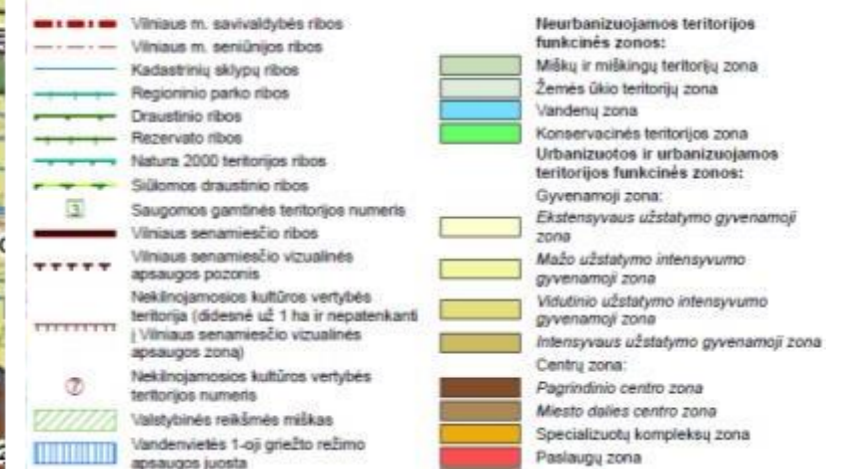 Vilniaus m. savivaldybės ribos
Vilniaus m. seniūnijos ribos
Kadastrinių sklypų ribos
Regioninio parko ribos
Draustinio ribos
Rezervato ribos
Natura 2000 teritorijos ribos
Siūlomos draustinio ribos
3
Saugomos gamtinės teritorijos numeris
Vilniaus senamiesčio ribos
Vilniaus senamiesčio vizualinės
apsaugos pozonis
Nekilnojamosios kultūros vertybės
teritorija (didesnė už 1 ha ir nepatenkanti
į Vilniaus senamiesčio vizualinės
apsaugos zoną)
7
Nekilnojamosios kultūros vertybės
teritorijos numeris
Valstybinės reikšmės miškas
Vandenvietės 1-oji griežto režimo
apsaugos juosta
Neurbanizuojamos teritorijos
funkcinės zonos:
Miškų ir miškingų teritorijų zona
Žemės ūkio teritorijų zona
Vandenų zona
Konservacinės teritorijos zona
Urbanizuotos ir urbanizuojamos
teritorijos funkcinės zonos:
Gyvenamoji zona:
Ekstensyvaus užstatymo gyvenamoji
zona
Mažo užstatymo intensyvumo
gyvenamoji zona
Vidutinio užstatymo intensyvumo
gyvenamoji zona
Intensyvaus užstatymo gyvenamoji zona
Centrų zona:
Pagrindinio centro zona
Miesto dalies centro zona
Specializuotų kompleksų zona
Paslaugų zona